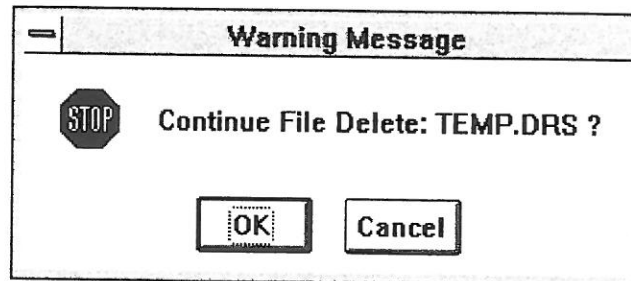 Warning Message
STOP
Continue File Delete: TEMP.DRS ?
OK
Cancel